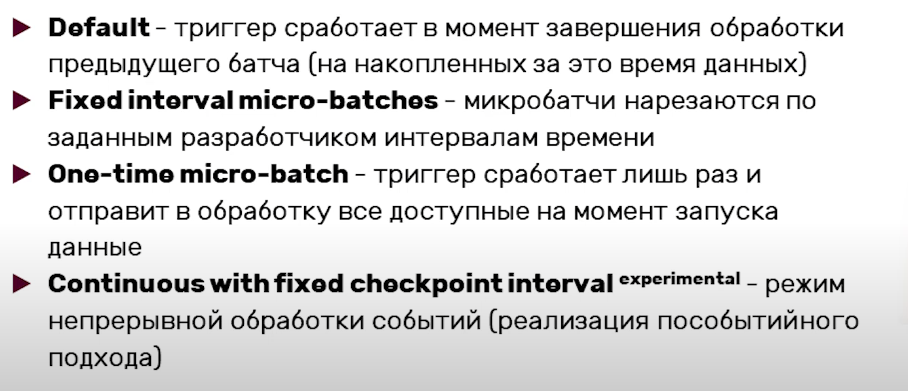 Default - триггер сработает в момент завершения обработки
предыдущего батча (на накопленных за это время данных)
Fixed interval micro-batches - микробатчи нарезаются по
заданным разработчиком интервалам времени
One-time micro-batch - триггер сработает лишь раз и
отправит в обработку все доступные на момент запуска
данные
Continuous with fixed checkpoint interval experimental - режим
непрерывной обработки событий (реализация пособытийного
подхода)